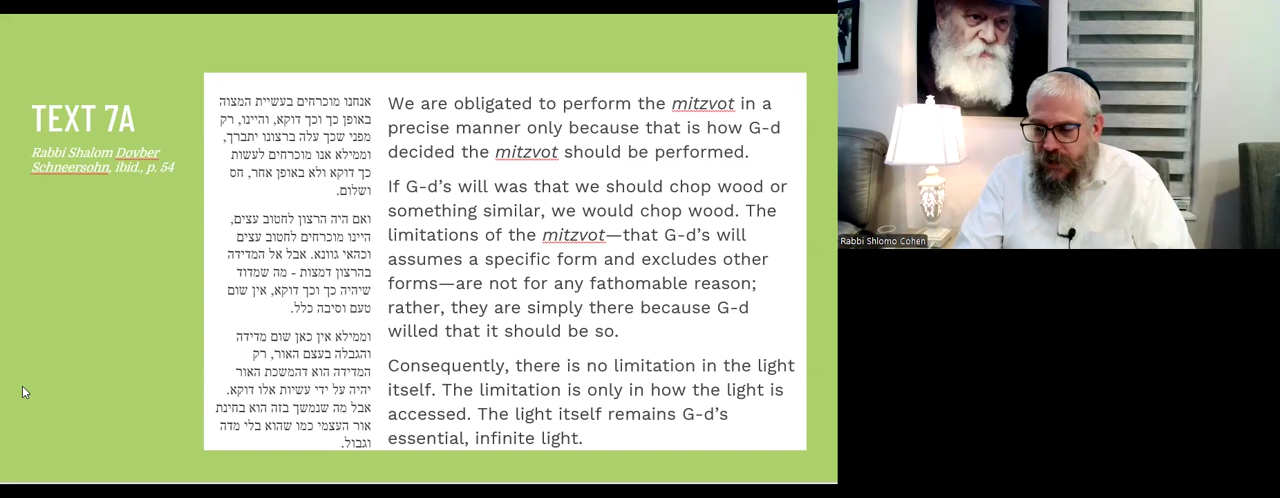 TEXT 7A
Rabbi Shalom Dovber
Schneersohn, ibid., p. 54
אנחנו מוכרחים בעשיית המצוה
באופן כך וכך דוקא, והיינו, רק
מפני שכך עלה ברצונו יתברך,
וממילא אנו מוכרחים לעשות
כך דוקא ולא באופן אחר, חס
ושלום.
ואם היה הרצון לחטוב עצים,
היינו מוכרחים לחטוב עצים
וכהאי גוונא. אבל אל המדידה
בהרצון דמצות - מה שמדוד
שיהיה כך וכך דוקא, אין שום
טעם וסיבה כלל.
וממילא אין כאן שום מדידה
והגבלה בעצם האור, רק
המדידה הוא דהמשכת האור
יהיה על ידי עשיות אלו דוקא.
אבל מה שנמשך בזה הוא בחינת
אור העצמי כמו שהוא בלי מדה
וגבול.
We are obligated to perform the mitzvot in a
precise manner only because that is how G-d
decided the mitzvot should be performed.
If G-d’s will was that we should chop wood or
something similar, we would chop wood. The
limitations of the mitzvot—that G-d’s will
assumes a specific form and excludes other
forms—are not for any fathomable reason;
rather, they are simply there because G-d
willed that it should be so.
Consequently, there is no limitation in the light
itself. The limitation is only in how the light is
accessed. The light itself remains G-d’s
essential, infinite light.
Rabbi Shlomo Cohen